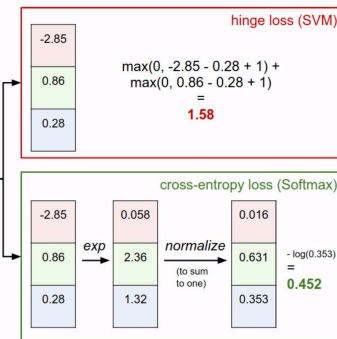 hinge loss (SVM)
-2.85
0.86
0.28
max(0, -2.85 - 0.28 + 1) +
max(0, 0.86 - 0.28 + 1)
=
1.58
cross-entropy loss (Softmax)
-2.85
0.86
0.28
exp
0.058
2.36
1.32
normalize
(to sum
to one)
0.016
0.631
0.353
- log(0.353)
=
0.452